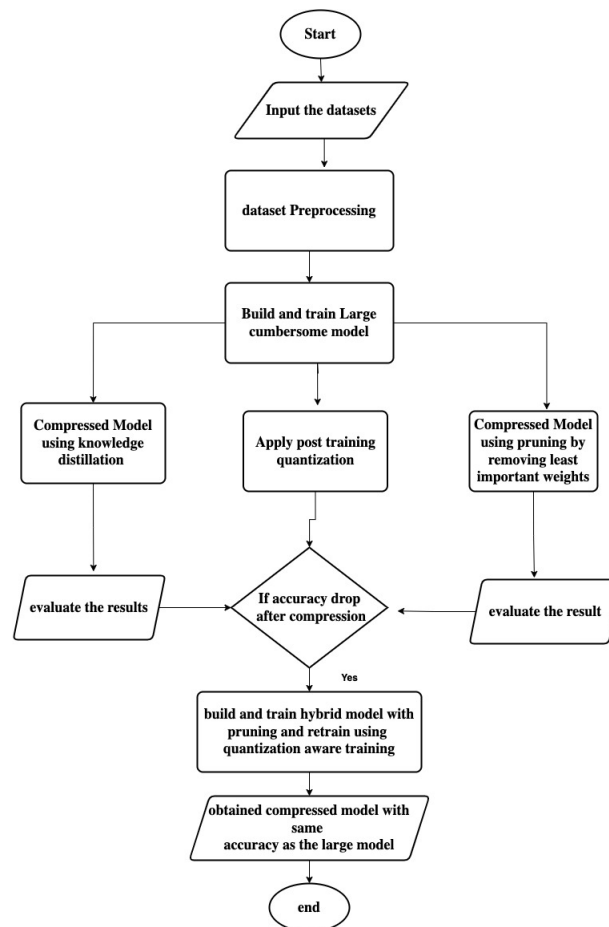 Start
Input the datasets
dataset Preprocessing
Build and train Large
cumbersome model
Compressed Model
using knowledge
distillation
Apply post training
quantization
Compressed Model
using pruning by
removing least
important weights
evaluate the results
If accuracy drop
after compression
evaluate the result
Yes
build and train hybrid model with
pruning and retrain using
quantization aware training
obtained compressed model with
same
accuracy as the large model
end